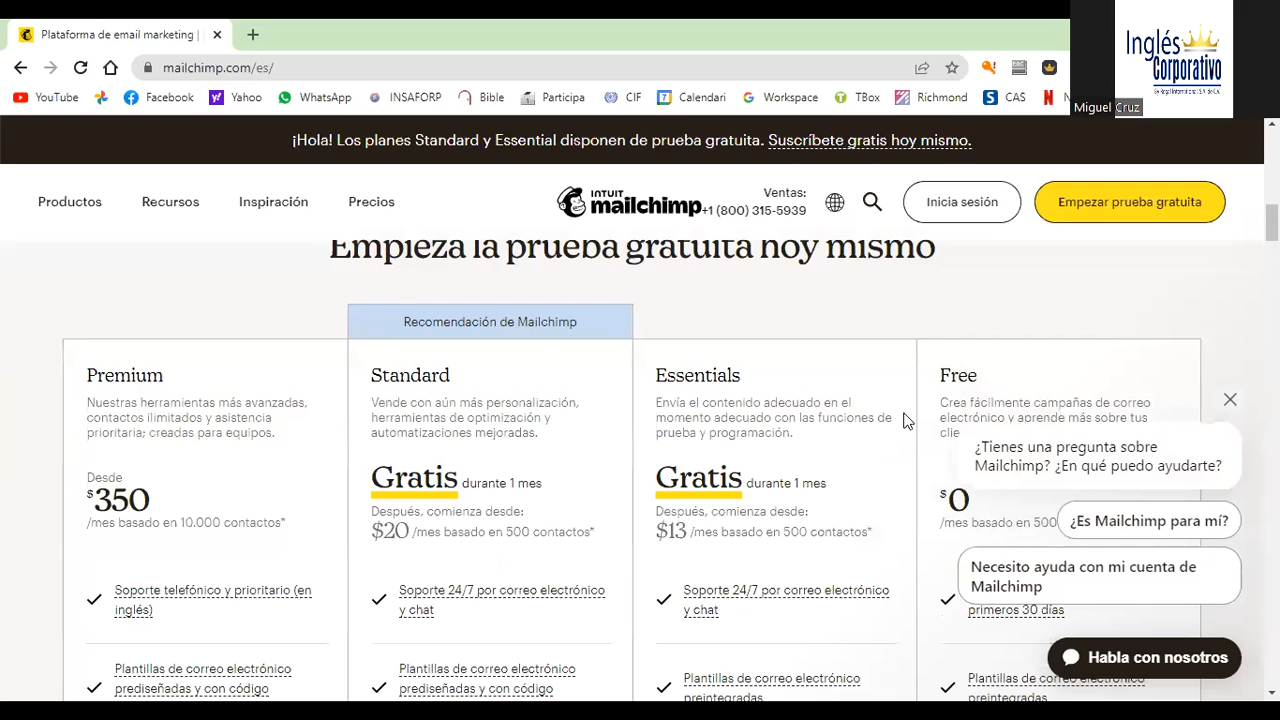 Plataforma de email marketing |
mailchimp.com/es/
YouTube
Facebook
Yahoo
WhatsApp
INSAFORP
Bible
Participa
CIF
Calendari
Workspace
TBox
Richmond
CAS
Inglés
Corporativo
Miguel Cruz
¡Hola! Los planes Standard y Essential disponen de prueba gratuita. Suscríbete gratis hoy mismo.
Productos
Recursos
Inspiración
Precios
INTUIT
mailchimp
Ventas:
+1 (800) 315-5939
Inicia sesión
Empezar prueba gratuita
Empieza la prueba gratuita hoy mismo
Recomendación de Mailchimp
Premium
Nuestras herramientas más avanzadas,
contactos ilimitados y asistencia
prioritaria; creadas para equipos.
Desde
$350
/mes basado en 10.000 contactos*
Soporte telefónico y prioritario (en
inglés)
Plantillas de correo electrónico
prediseñadas y con código
Standard
Vende con aún más personalización,
herramientas de optimización y
automatizaciones mejoradas.
Gratis durante 1 mes
Después, comienza desde:
$20 /mes basado en 500 contactos*
Soporte 24/7 por correo electrónico
y chat
Plantillas de correo electrónico
prediseñadas y con código
Essentials
Envía el contenido adecuado en el
momento adecuado con las funciones de
prueba y programación.
Gratis durante 1 mes
Después, comienza desde:
$13 /mes basado en 500 contactos*
Soporte 24/7 por correo electrónico
y chat
Plantillas de correo electrónico
preintegradas
Free
Crea fácilmente campañas de correo
electrónico y aprende más sobre tus
clie
$0
/mes basado en 500
primeros 30 días
Plantillas de correo electrónico
preintegradas
¿Tienes una pregunta sobre
Mailchimp? ¿En qué puedo ayudarte?
¿Es Mailchimp para mí?
Necesito ayuda con mi cuenta de
Mailchimp
Habla con nosotros